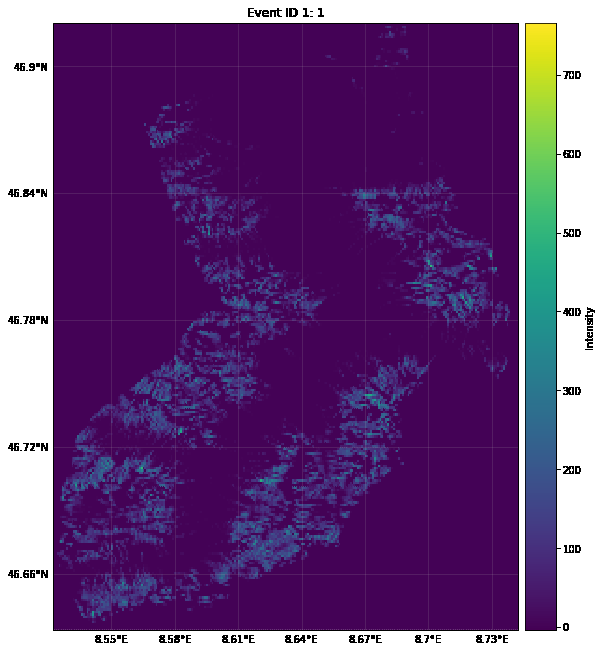 Event ID 1: 1
46.9°N
46.84°N
46.78°N
46.72°N
46.66°N
8.55°E
8.58°E
8.61°E
8.64°E
8.67°E
8.7°E
8.73°E
700
600
500
400
300
200
100
0
Intensity